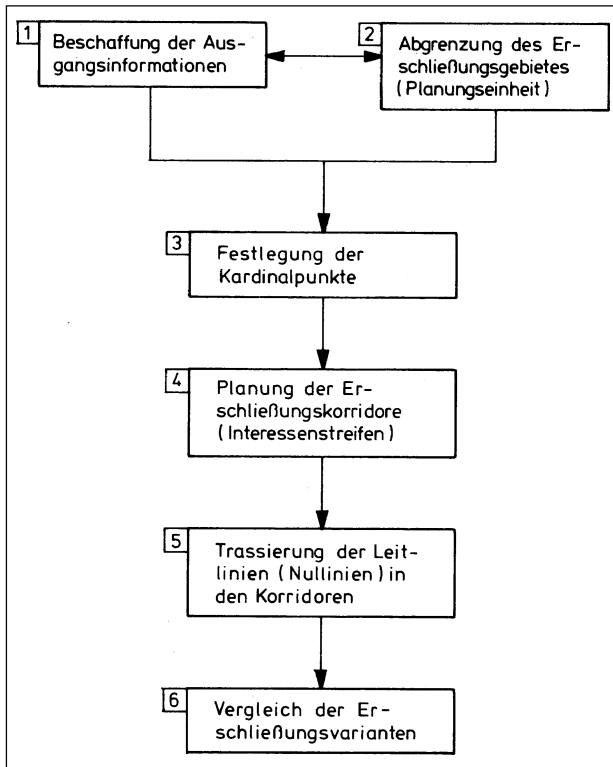 1
Beschaffung der Aus-
gangsinformationen
2
Abgrenzung des Er-
schließungsgebietes
(Planungseinheit)
3
Festlegung der
Kardinalpunkte
4
Planung der Er-
schließungskorridore
(Interessenstreifen)
5
Trassierung der Leit-
linien (Nullinien) in
den Korridoren
6
Vergleich der Er-
schließungsvarianten